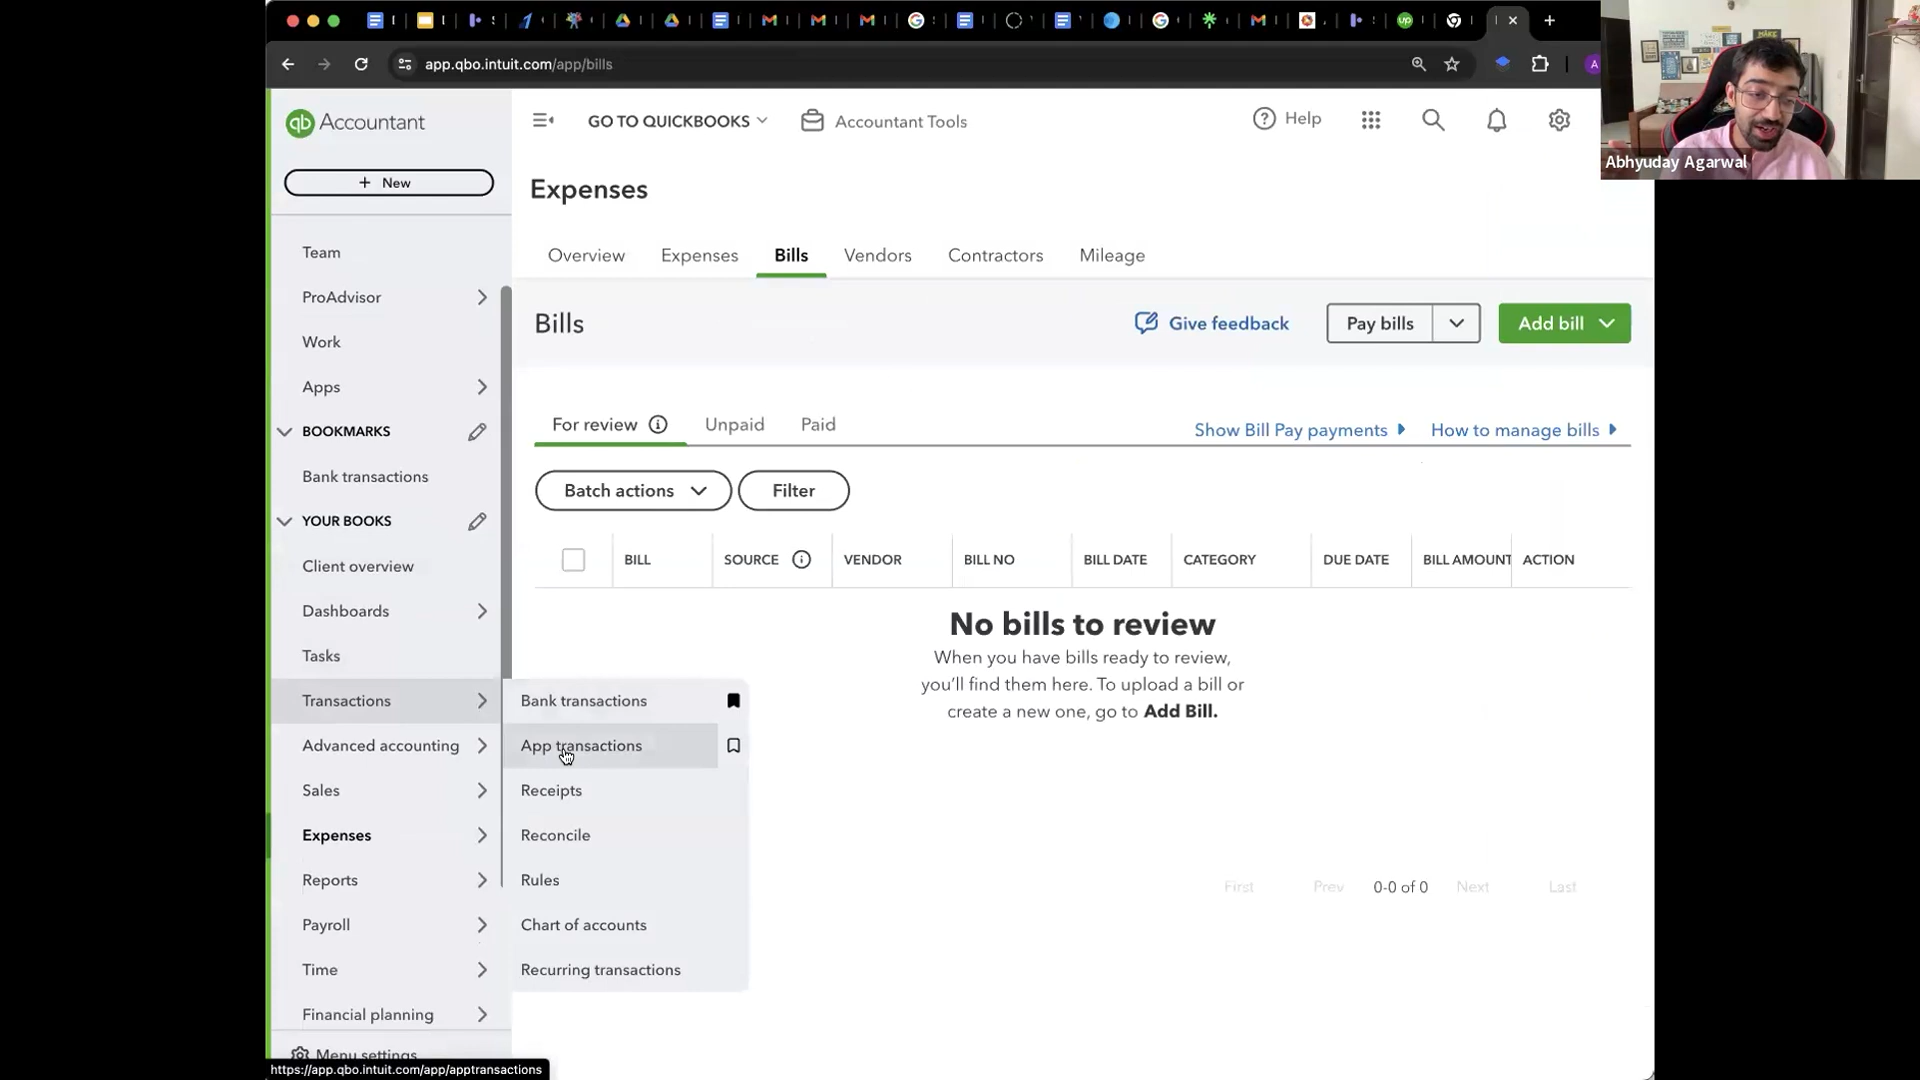 app.qbo.intuit.com/app/bills
Abhyuday Agarwal
qb Accountant
GO TO QUICKBOOKS
Accountant Tools
Help
+ New
Expenses
Team
ProAdvisor
Work
Apps
BOOKMARKS
Bank transactions
YOUR BOOKS
Client overview
Dashboards
Tasks
Transactions
Advanced accounting
Sales
Expenses
Reports
Payroll
Time
Financial planning
Menu settings
Bank transactions
App transactions
Receipts
Reconcile
Rules
Chart of accounts
Recurring transactions
Overview Expenses Bills Vendors Contractors Mileage
Bills
Give feedback
Pay bills
Add bill
For review Unpaid Paid
Show Bill Pay payments
How to manage bills
Batch actions
Filter
BILL SOURCE VENDOR BILL NO BILL DATE CATEGORY DUE DATE BILL AMOUNT ACTION
No bills to review
When you have bills ready to review,
you'll find them here. To upload a bill or
create a new one, go to Add Bill.
First Prev 0-0 of 0 Next Last
https://app.qbo.intuit.com/app/apptransactions